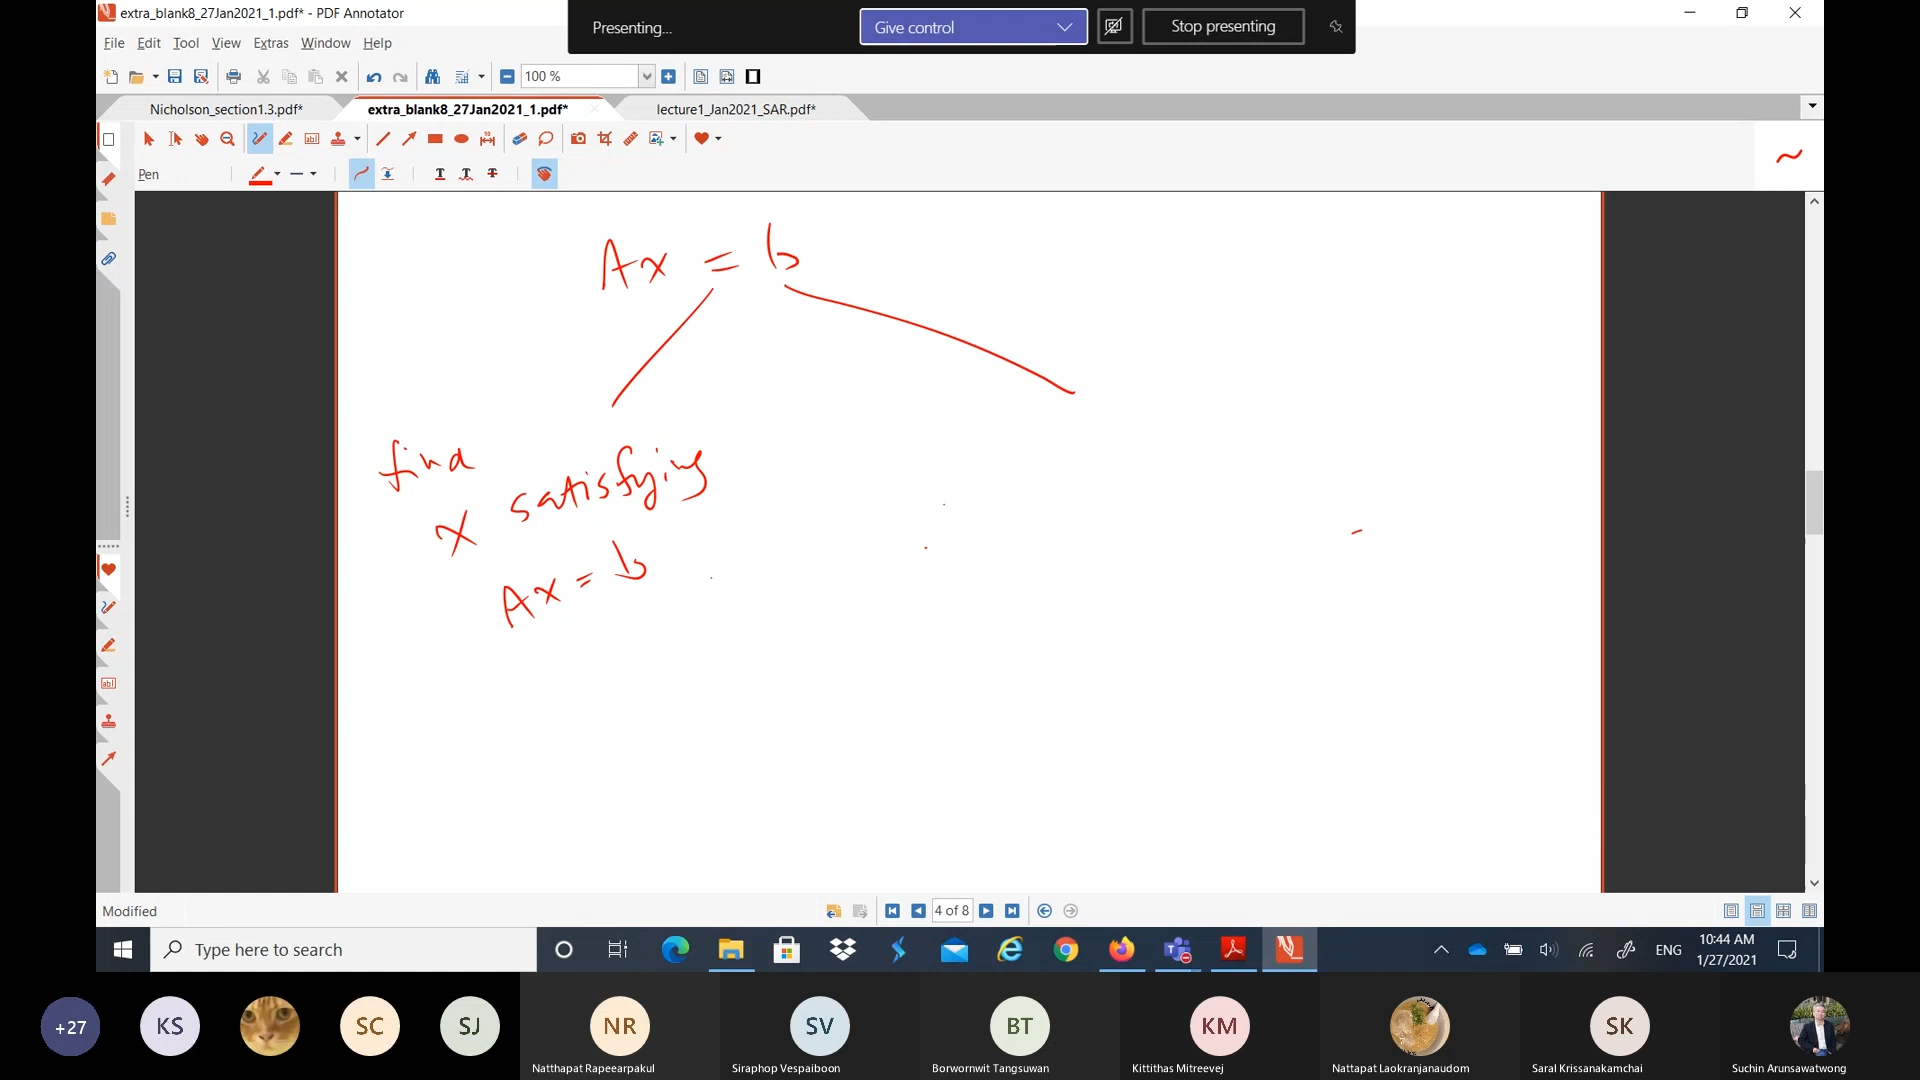 extra_blank8_27Jan2021_1.pdf* - PDF Annotator
Presenting...
Give control
Stop presenting
File Edit Tool View Extras Window Help
100 %
Nicholson_section1.3.pdf*
extra_blank8_27Jan2021_1.pdf*
lecture1_Jan2021_SAR.pdf*
Pen
Ax = b
find
x satisfying
Ax = b
Modified
4 of 8
Type here to search
ENG
10:44 AM
1/27/2021
+27
KS
SC
SJ
NR
SV
BT
KM
SK
Natthapat Rapeearpakul
Siraphop Vespaiboon
Borwornwit Tangsuwan
Kittithas Mitreevej
Nattapat Laokranjanaudom
Saral Krissanakamchai
Suchin Arunsawatwong